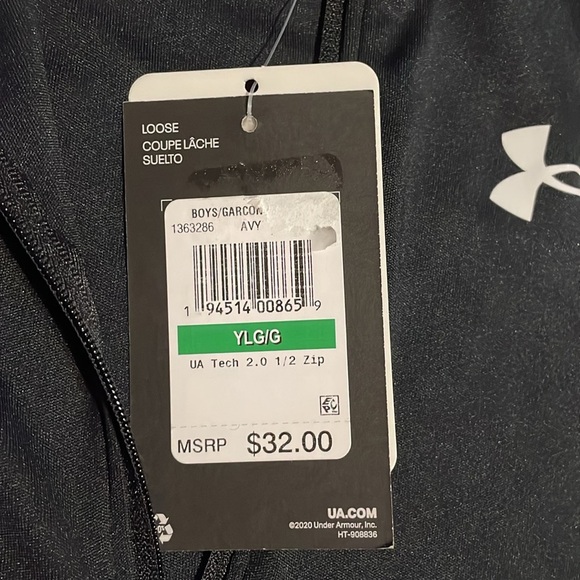 LOOSE
COUPE LÂCHE
SUELTO
BOYS/GARCON
1363286 AVY
1 94514 00865 9
YLG/G
UA Tech 2.0 1/2 Zip
EPC
MSRP $32.00
UA.COM
©2020 Under Armour, Inc.
HT-908836